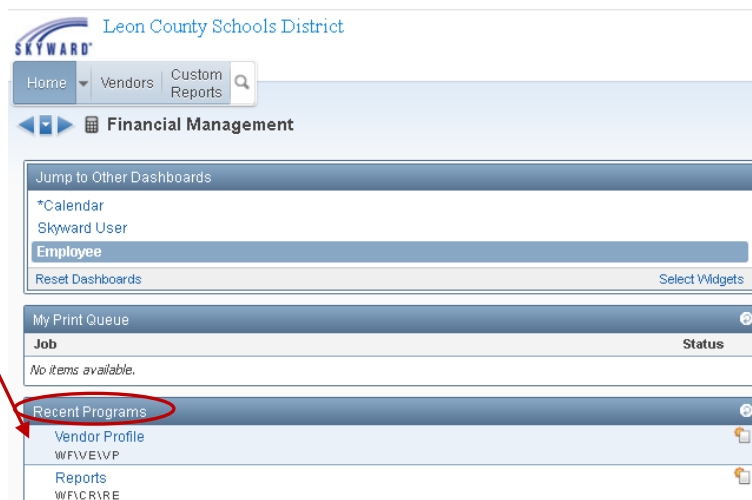 Leon County Schools District
SKYWARD
Home
Vendors
Custom
Reports
Financial Management
Jump to Other Dashboards
*Calendar
Skyward User
Employee
Reset Dashboards Select Widgets
My Print Queue
Job Status
No items available.
Recent Programs
Vendor Profile
WF\VE\VP
Reports
WF\CR\RE